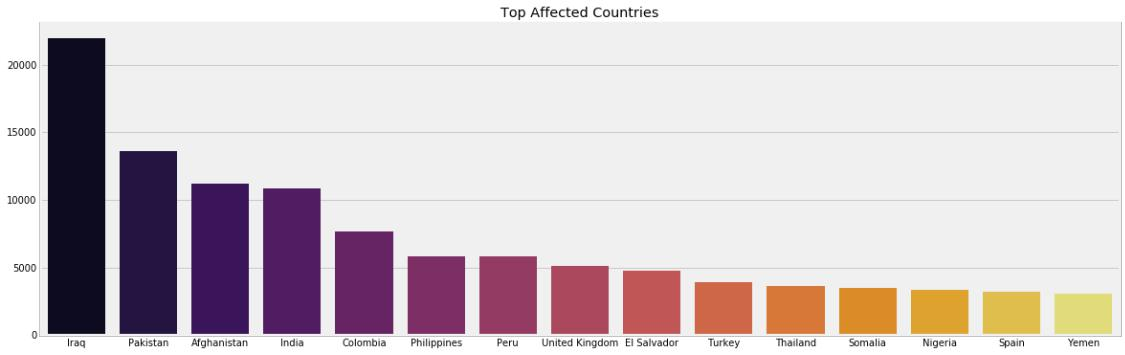 Top Affected Countries
20000
15000
10000
5000
0
Iraq Pakistan Afghanistan India Colombia Philippines Peru United Kingdom El Salvador Turkey Thailand Somalia Nigeria Spain Yemen